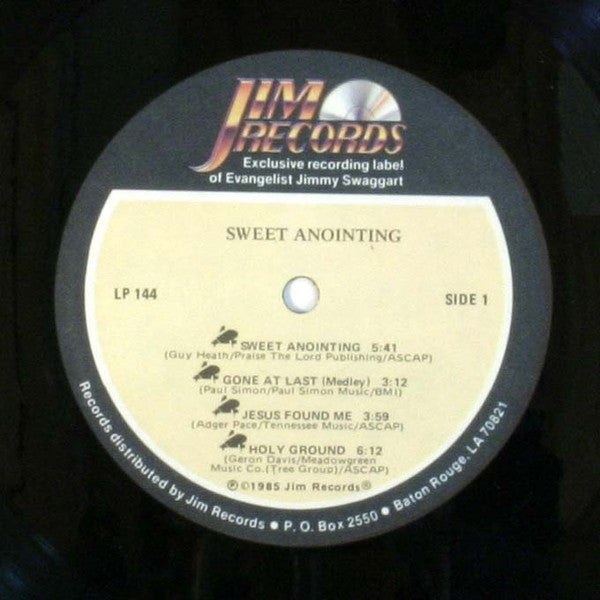 JIM
RECORDS
Exclusive recording label
of Evangelist Jimmy Swaggart
SWEET ANOINTING
LP 144
SIDE 1
SWEET ANOINTING 5:41
(Guy Heath/Praise The Lord Publishing/ASCAP)
GONE AT LAST (Medley) 3:12
(Paul Simon/Paul Simon Music/BMI)
JESUS FOUND ME 3:59
(Adger Pace/Tennessee Music/ASCAP)
HOLY GROUND 6:12
(Geron Davis/Meadowgreen
Music Co.(Tree Group)/ASCAP)
℗©1985 Jim Records®
Records distributed by Jim Records ● P. O. Box 2550 ● Baton Rouge, LA 70821